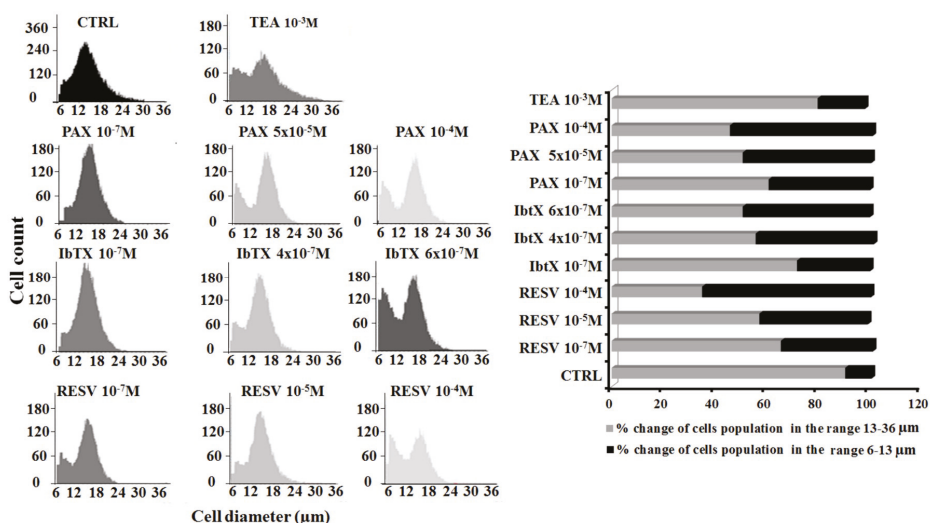 CTRL
TEA 10-3M
360
240
120
0
6 12 18 24 30 36
180
120
60
0
6 12 18 24 30 36
PAX 10-7M
PAX 5x10-5M
PAX 10-4M
180
120
60
0
6 12 18 24 30 36
180
120
60
0
6 12 18 24 30 36
180
120
60
0
6 12 18 24 30 36
IbTX 10-7M
IbTX 4x10-7M
IbTX 6x10-7M
180
120
60
0
6 12 18 24 30 36
180
120
60
0
6 12 18 24 30 36
180
120
60
0
6 12 18 24 30 36
RESV 10-7M
RESV 10-5M
RESV 10-4M
180
120
60
0
6 12 18 24 30 36
180
120
60
0
6 12 18 24 30 36
180
120
60
0
6 12 18 24 30 36
Cell count
Cell diameter (μm)
TEA 10-3M
PAX 10-4M
PAX 5x10-5M
PAX 10-7M
IbtX 6x10-7M
IbtX 4x10-7M
IbtX 10-7M
RESV 10-4M
RESV 10-5M
RESV 10-7M
CTRL
0 20 40 60 80 100 120
% change of cells population in the range 13-36 μm
% change of cells population in the range 6-13 μm